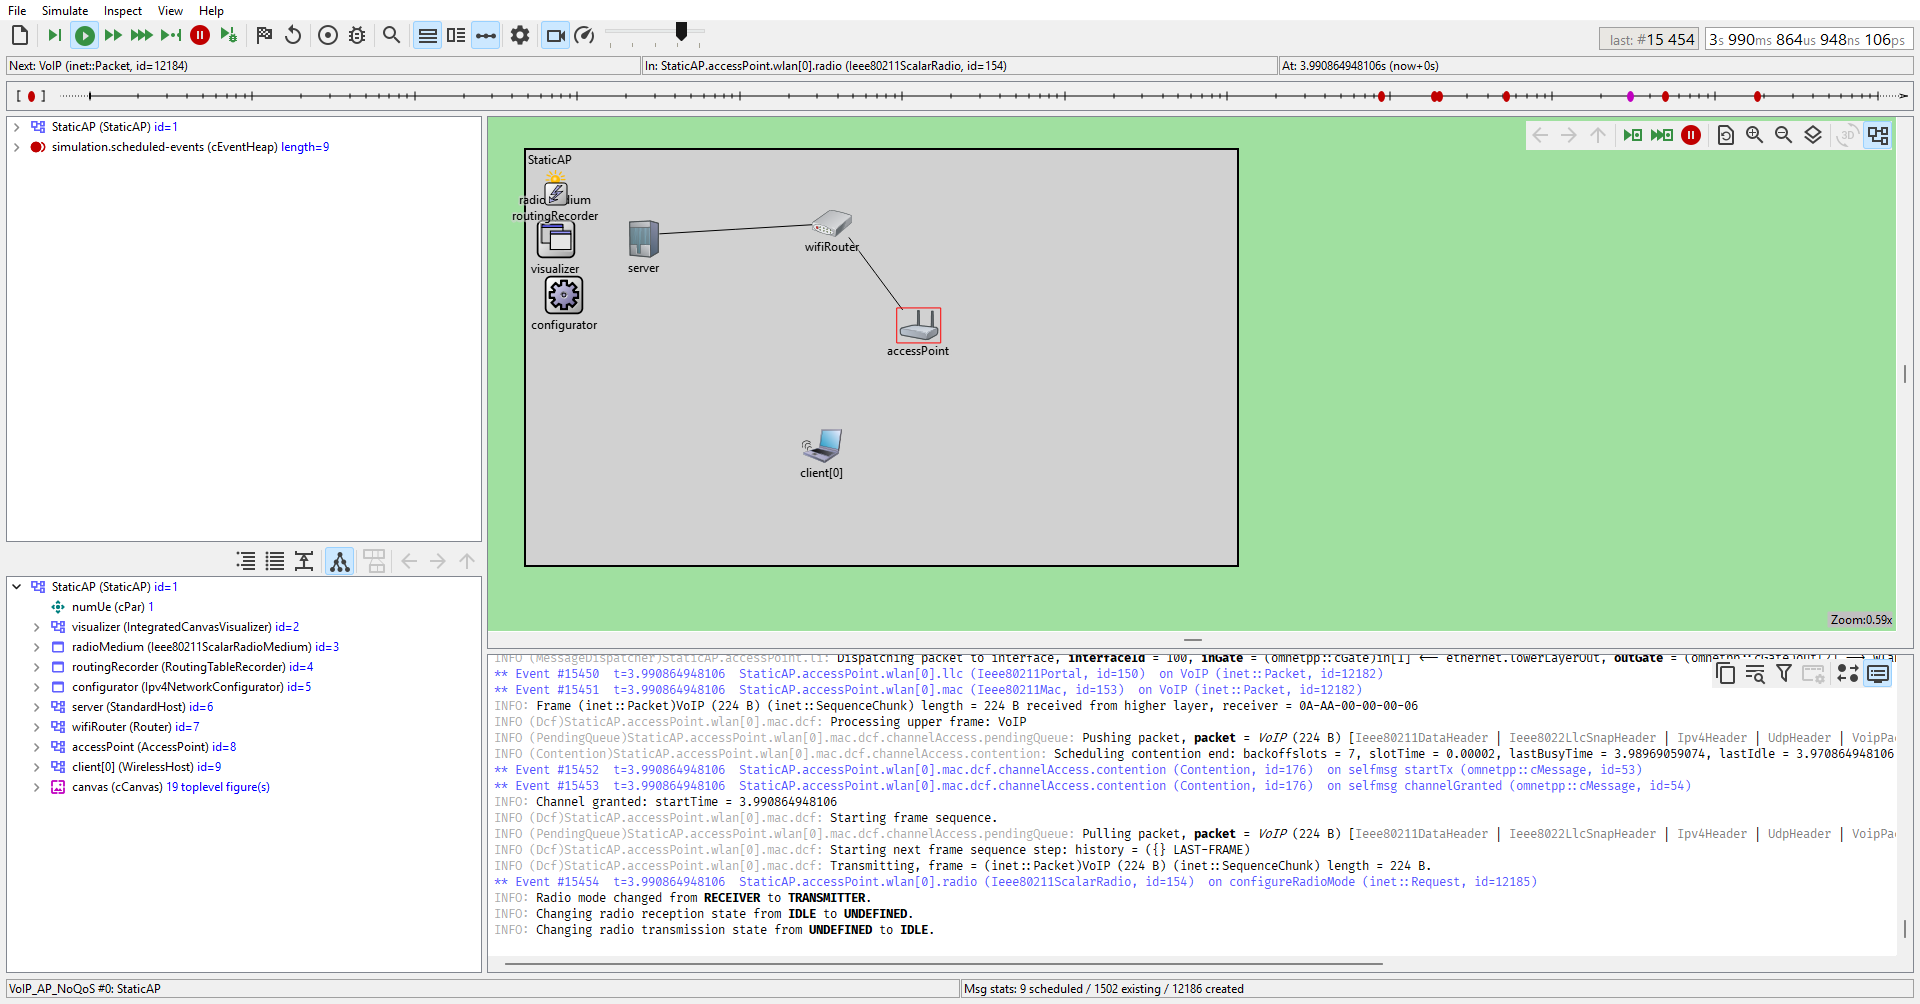 File Simulate Inspect View Help
last: #15 454
3s 990ms 864us 948ns 106ps
Next: VoIP (inet::Packet, id=12184)
In: StaticAP.accessPoint.wlan[0].radio (Ieee80211ScalarRadio, id=154)
At: 3.990864948106s (now+0s)
StaticAP (StaticAP) id=1
simulation.scheduled-events (cEventHeap) length=9
StaticAP
routingRecorder
server
wifiRouter
visualizer
configurator
accessPoint
client[0]
3D
Zoom:0.59x
StaticAP (StaticAP) id=1
numUe (cPar) 1
visualizer (IntegratedCanvasVisualizer) id=2
radioMedium (Ieee80211ScalarRadioMedium) id=3
routingRecorder (RoutingTableRecorder) id=4
configurator (Ipv4NetworkConfigurator) id=5
server (StandardHost) id=6
wifiRouter (Router) id=7
accessPoint (AccessPoint) id=8
client[0] (WirelessHost) id=9
canvas (cCanvas) 19 toplevel figure(s)
INFO (MessageDispatcher)StaticAP.accessPoint.li: Dispatching packet to interface, interfaceId = 100, inGate = (omnetpp::cGate)in[1] <-- ethernet.lowerLayerOut, outGate =
** Event #15450 t=3.990864948106 StaticAP.accessPoint.wlan[0].llc (Ieee80211Portal, id=150) on VoIP (inet::Packet, id=12182)
** Event #15451 t=3.990864948106 StaticAP.accessPoint.wlan[0].mac (Ieee80211Mac, id=153) on VoIP (inet::Packet, id=12182)
INFO: Frame (inet::Packet)VoIP (224 B) (inet::SequenceChunk) length = 224 B received from higher layer, receiver = 0A-AA-00-00-00-06
INFO (Dcf)StaticAP.accessPoint.wlan[0].mac.dcf: Processing upper frame: VoIP
INFO (PendingQueue)StaticAP.accessPoint.wlan[0].mac.dcf.channelAccess.pendingQueue: Pushing packet, packet = VoIP (224 B) [Ieee80211DataHeader | Ieee8022LlcSnapHeader | Ipv4Header | UdpHeader | VoipPa
INFO (Contention)StaticAP.accessPoint.wlan[0].mac.dcf.channelAccess.contention: Scheduling contention end: backoffslots = 7, slotTime = 0.00002, lastBusyTime = 3.98969059074, lastIdle = 3.970864948106
** Event #15452 t=3.990864948106 StaticAP.accessPoint.wlan[0].mac.dcf.channelAccess.contention (Contention, id=176) on selfmsg startTx (omnetpp::cMessage, id=53)
** Event #15453 t=3.990864948106 StaticAP.accessPoint.wlan[0].mac.dcf.channelAccess.contention (Contention, id=176) on selfmsg channelGranted (omnetpp::cMessage, id=54)
INFO: Channel granted: startTime = 3.990864948106
INFO (Dcf)StaticAP.accessPoint.wlan[0].mac.dcf: Starting frame sequence.
INFO (PendingQueue)StaticAP.accessPoint.wlan[0].mac.dcf.channelAccess.pendingQueue: Pulling packet, packet = VoIP (224 B) [Ieee80211DataHeader | Ieee8022LlcSnapHeader | Ipv4Header | UdpHeader | VoipPa
INFO (Dcf)StaticAP.accessPoint.wlan[0].mac.dcf: Starting next frame sequence step: history = ({} LAST-FRAME)
INFO (Dcf)StaticAP.accessPoint.wlan[0].mac.dcf: Transmitting, frame = (inet::Packet)VoIP (224 B) (inet::SequenceChunk) length = 224 B.
** Event #15454 t=3.990864948106 StaticAP.accessPoint.wlan[0].radio (Ieee80211ScalarRadio, id=154) on configureRadioMode (inet::Request, id=12185)
INFO: Radio mode changed from RECEIVER to TRANSMITTER.
INFO: Changing radio reception state from IDLE to UNDEFINED.
INFO: Changing radio transmission state from UNDEFINED to IDLE.
VoIP_AP_NoQoS #0: StaticAP
Msg stats: 9 scheduled / 1502 existing / 12186 created